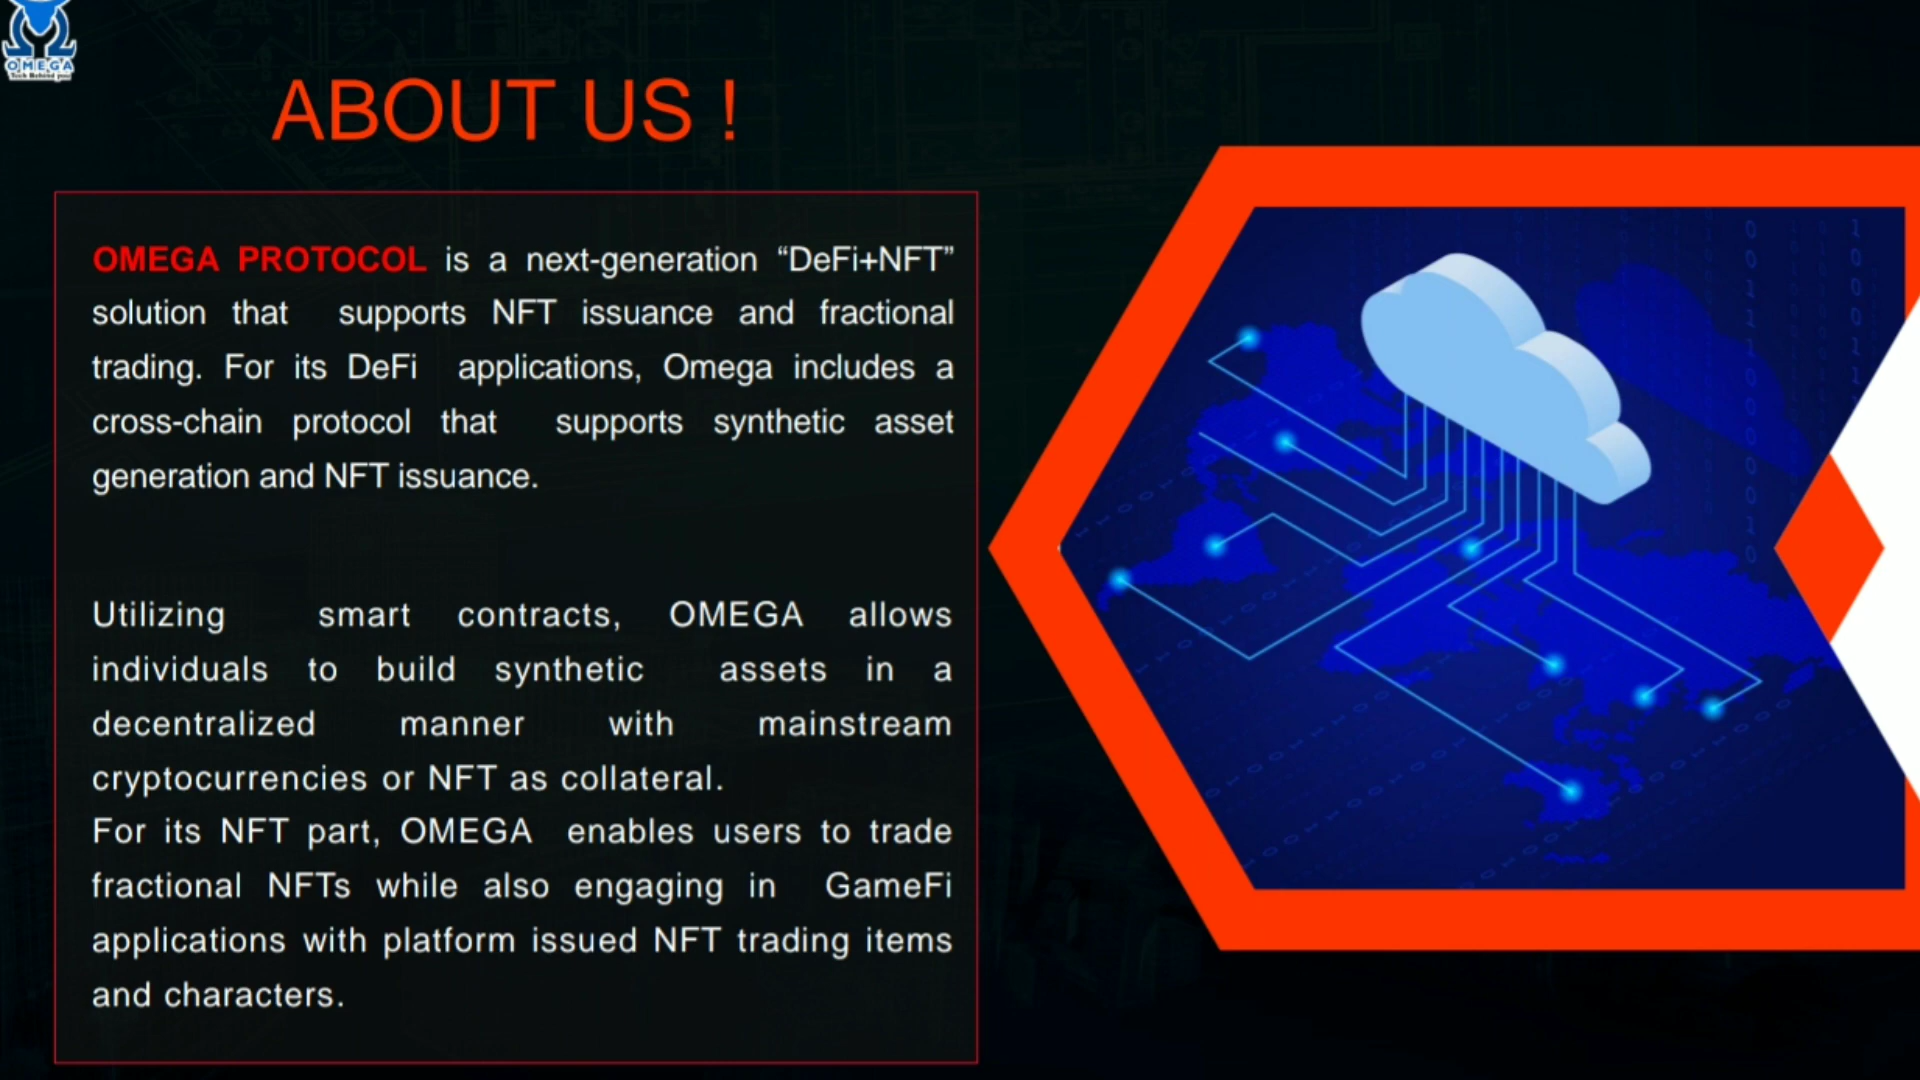 OMEGA
Tech Behind you
ABOUT US !
OMEGA PROTOCOL is a next-generation “DeFi+NFT”
solution that supports NFT issuance and fractional
trading. For its DeFi applications, Omega includes a
cross-chain protocol that supports synthetic asset
generation and NFT issuance.
Utilizing smart contracts, OMEGA allows
individuals to build synthetic assets in a
decentralized manner with mainstream
cryptocurrencies or NFT as collateral.
For its NFT part, OMEGA enables users to trade
fractional NFTs while also engaging in GameFi
applications with platform issued NFT trading items
and characters.